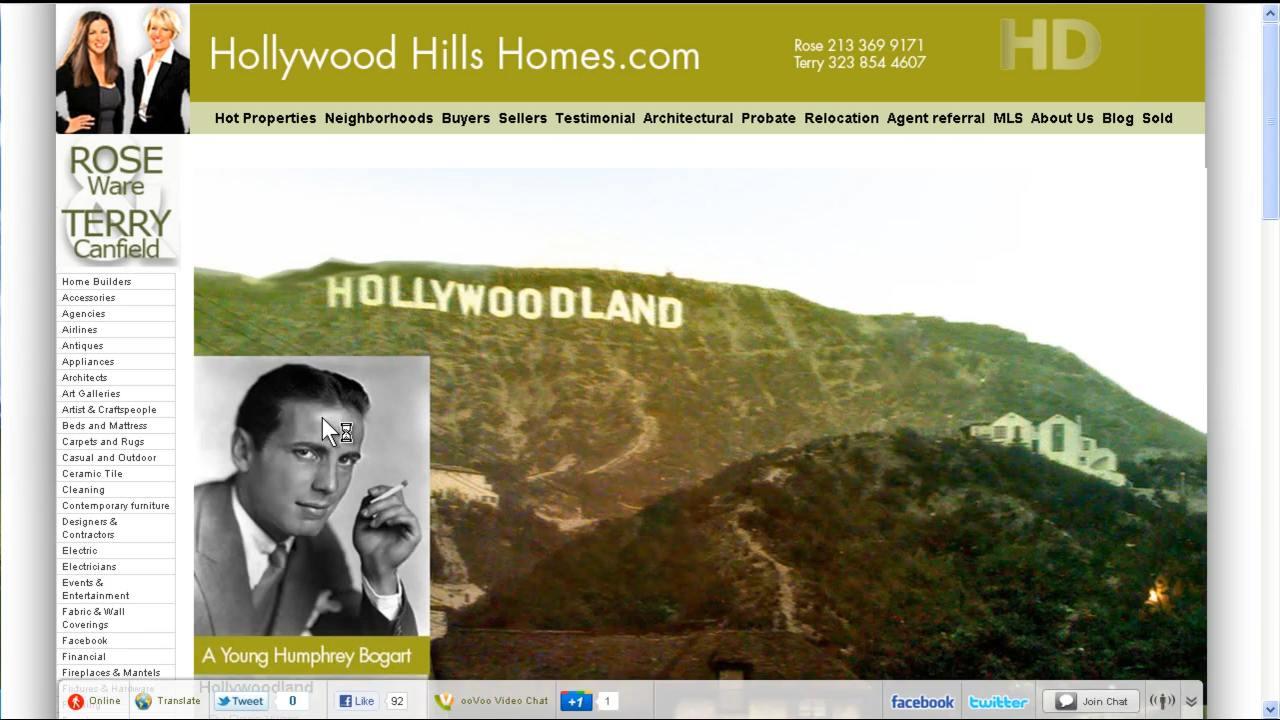 Hollywood Hills Homes.com
Rose 213 369 9171
Terry 323 854 4607
HD
Hot Properties Neighborhoods Buyers Sellers Testimonial Architectural Probate Relocation Agent referral MLS About Us Blog Sold
ROSE
Ware
&
TERRY
Canfield
Home Builders
Accessories
Agencies
Airlines
Antiques
Appliances
Architects
Art Galleries
Artist & Craftspeople
Beds and Mattress
Carpets and Rugs
Casual and Outdoor
Ceramic Tile
Cleaning
Contemporary furniture
Designers &
Contractors
Electric
Electricians
Events &
Entertainment
Fabric & Wall
Coverings
Facebook
Financial
Fireplaces & Mantels
Fixtures & Hardware
HOLLYWOODLAND
A Young Humphrey Bogart
Hollywoodland
Online Translate Tweet 0 Like 92 ooVoo Video Chat +1 1 facebook twitter Join Chat